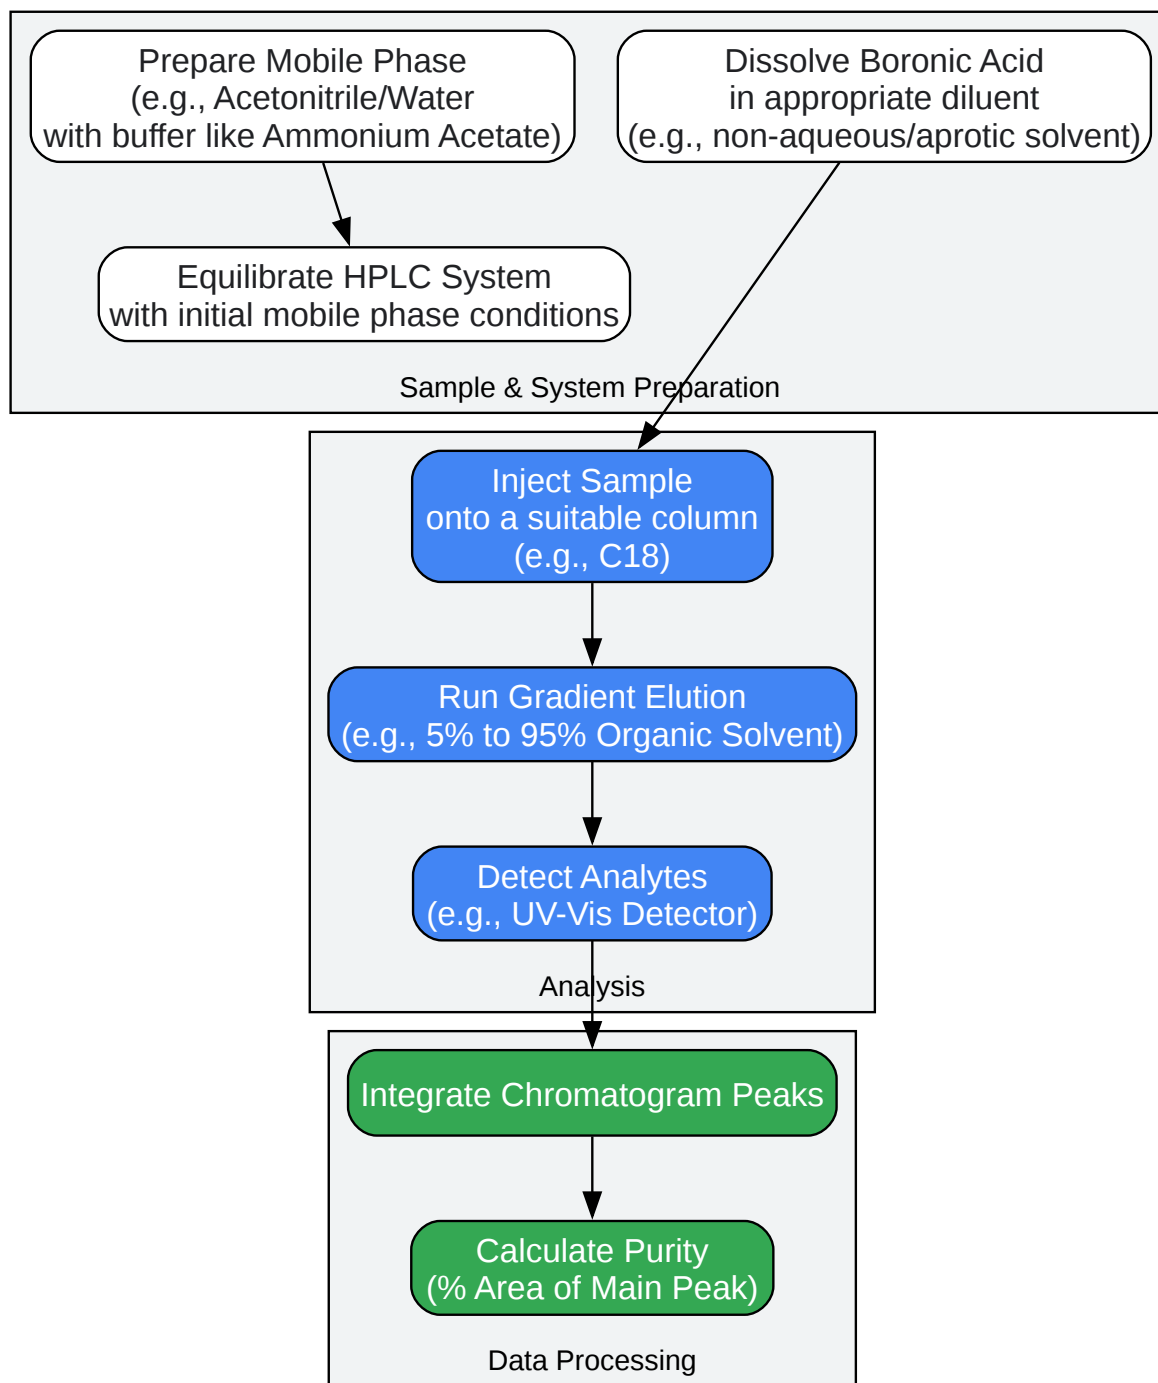 Prepare Mobile Phase
(e.g., Acetonitrile/Water
with buffer like Ammonium Acetate)
Dissolve Boronic Acid
in appropriate diluent
(e.g., non-aqueous/aprotic solvent)
Equilibrate HPLC System
with initial mobile phase conditions
Sample & System Preparation
Inject Sample
onto a suitable column
(e.g., C18)
Run Gradient Elution
(e.g., 5% to 95% Organic Solvent)
Detect Analytes
(e.g., UV-Vis Detector)
Analysis
Integrate Chromatogram Peaks
Calculate Purity
(% Area of Main Peak)
Data Processing